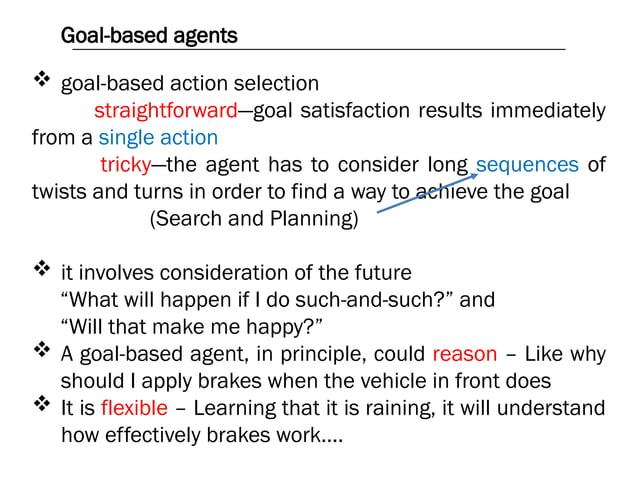 Goal-based agents
❖ goal-based action selection
straightforward—goal satisfaction results immediately
from a single action
tricky—the agent has to consider long sequences of
twists and turns in order to find a way to achieve the goal
(Search and Planning)
❖ it involves consideration of the future
“What will happen if I do such-and-such?” and
“Will that make me happy?”
❖ A goal-based agent, in principle, could reason – Like why
should I apply brakes when the vehicle in front does
❖ It is flexible – Learning that it is raining, it will understand
how effectively brakes work....